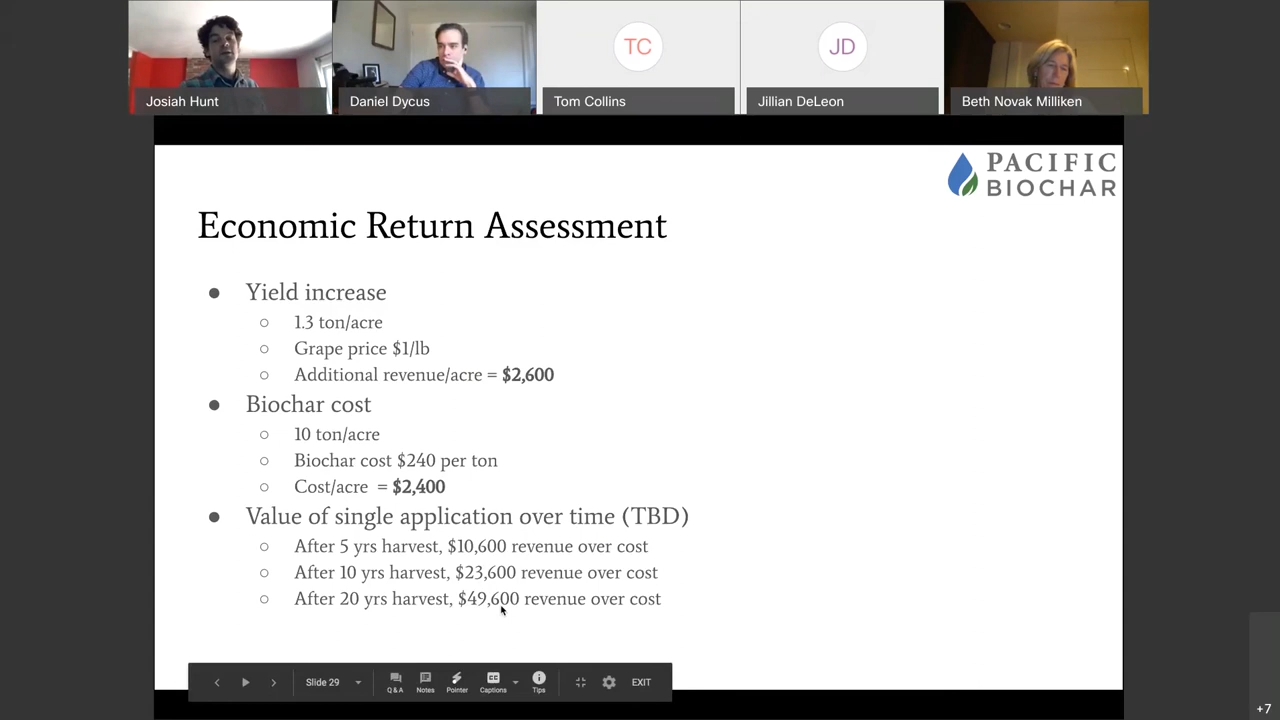 TC
JD
Josiah Hunt
Daniel Dycus
Tom Collins
Jillian DeLeon
Beth Novak Milliken
PACIFIC
BIOCHAR
Economic Return Assessment
● Yield increase
○ 1.3 ton/acre
○ Grape price $1/lb
○ Additional revenue/acre = $2,600
● Biochar cost
○ 10 ton/acre
○ Biochar cost $240 per ton
○ Cost/acre = $2,400
● Value of single application over time (TBD)
○ After 5 yrs harvest, $10,600 revenue over cost
○ After 10 yrs harvest, $23,600 revenue over cost
○ After 20 yrs harvest, $49,600 revenue over cost
Slide 29
Q & A
Notes
Pointer
CC
Captions
Tips
EXIT
+7